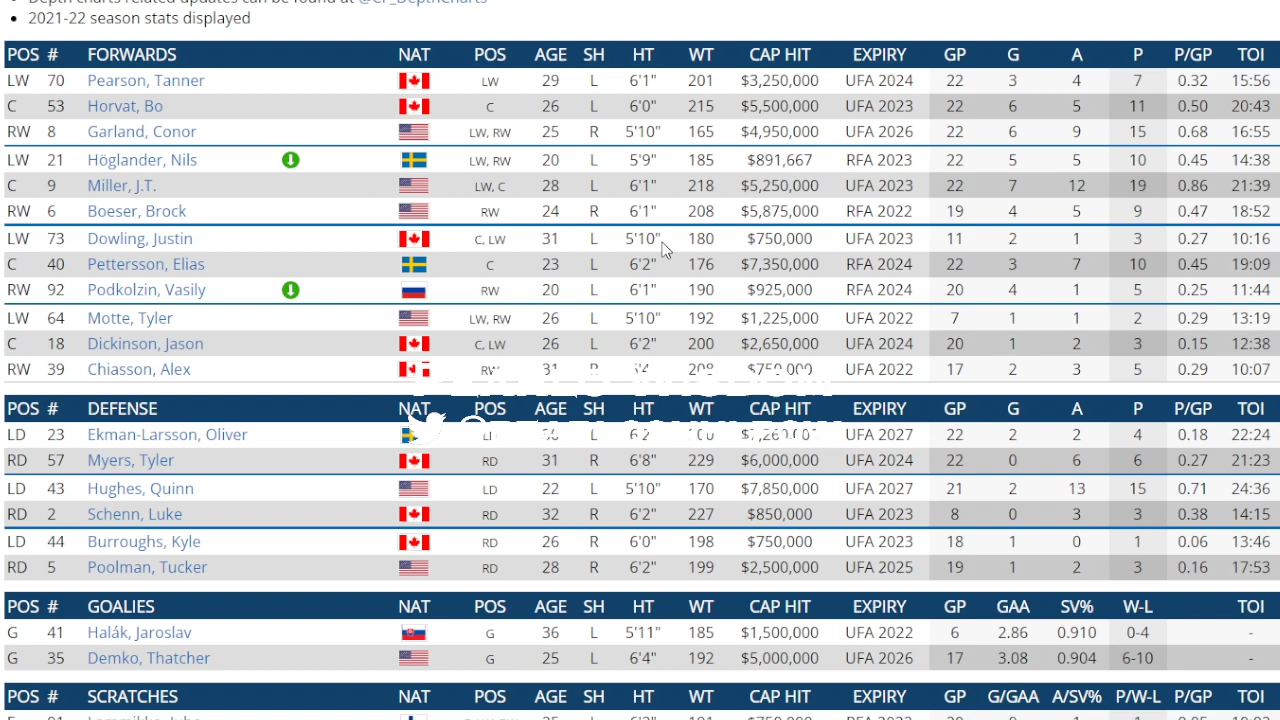 2021-22 season stats displayed
POS # FORWARDS NAT POS AGE SH HT WT CAP HIT EXPIRY GP G A P P/GP TOI
LW 70 Pearson, Tanner LW 29 L 6'1" 201 $3,250,000 UFA 2024 22 3 4 7 0.32 15:56
C 53 Horvat, Bo C 26 L 6'0" 215 $5,500,000 UFA 2023 22 6 5 11 0.50 20:43
RW 8 Garland, Conor LW, RW 25 R 5'10" 165 $4,950,000 UFA 2026 22 6 9 15 0.68 16:55
LW 21 Höglander, Nils LW, RW 20 L 5'9" 185 $891,667 RFA 2023 22 5 5 10 0.45 14:38
C 9 Miller, J.T. LW, C 28 L 6'1" 218 $5,250,000 UFA 2023 22 7 12 19 0.86 21:39
RW 6 Boeser, Brock RW 24 R 6'1" 208 $5,875,000 RFA 2022 19 4 5 9 0.47 18:52
LW 73 Dowling, Justin C, LW 31 L 5'10" 180 $750,000 UFA 2023 11 2 1 3 0.27 10:16
C 40 Pettersson, Elias C 23 L 6'2" 176 $7,350,000 RFA 2024 22 3 7 10 0.45 19:09
RW 92 Podkolzin, Vasily RW 20 L 6'1" 190 $925,000 RFA 2024 20 4 1 5 0.25 11:44
LW 64 Motte, Tyler LW, RW 26 L 5'10" 192 $1,225,000 UFA 2022 7 1 1 2 0.29 13:19
C 18 Dickinson, Jason C, LW 26 L 6'2" 200 $2,650,000 UFA 2024 20 1 2 3 0.15 12:38
RW 39 Chiasson, Alex RW 31 R 6'4" 208 $750,000 UFA 2022 17 2 3 5 0.29 10:07
POS # DEFENSE NAT POS AGE SH HT WT CAP HIT EXPIRY GP G A P P/GP TOI
LD 23 Ekman-Larsson, Oliver L UFA 2027 22 2 2 4 0.18 22:24
RD 57 Myers, Tyler RD 31 R 6'8" 229 $6,000,000 UFA 2024 22 0 6 6 0.27 21:23
LD 43 Hughes, Quinn LD 22 L 5'10" 170 $7,850,000 UFA 2027 21 2 13 15 0.71 24:36
RD 2 Schenn, Luke RD 32 R 6'2" 227 $850,000 UFA 2023 8 0 3 3 0.38 14:15
LD 44 Burroughs, Kyle RD 26 R 6'0" 198 $750,000 UFA 2023 18 1 0 1 0.06 13:46
RD 5 Poolman, Tucker RD 28 R 6'2" 199 $2,500,000 UFA 2025 19 1 2 3 0.16 17:53
POS # GOALIES NAT POS AGE SH HT WT CAP HIT EXPIRY GP GAA SV% W-L TOI
G 41 Halák, Jaroslav G 36 L 5'11" 185 $1,500,000 UFA 2022 6 2.86 0.910 0-4 -
G 35 Demko, Thatcher G 25 L 6'4" 192 $5,000,000 UFA 2026 17 3.08 0.904 6-10 -
POS # SCRATCHES NAT POS AGE SH HT WT CAP HIT EXPIRY GP G/GAA A/SV% P/W-L P/GP TOI